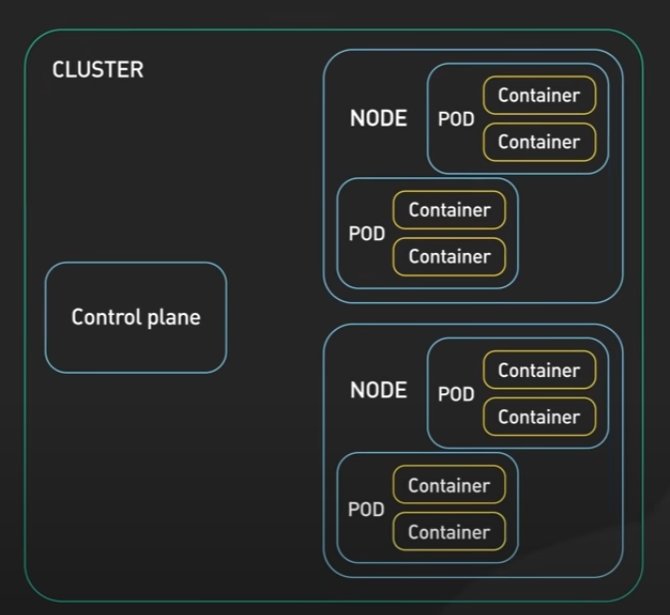 CLUSTER
NODE
POD
Container
Container
POD
Container
Container
Control plane
NODE
POD
Container
Container
POD
Container
Container